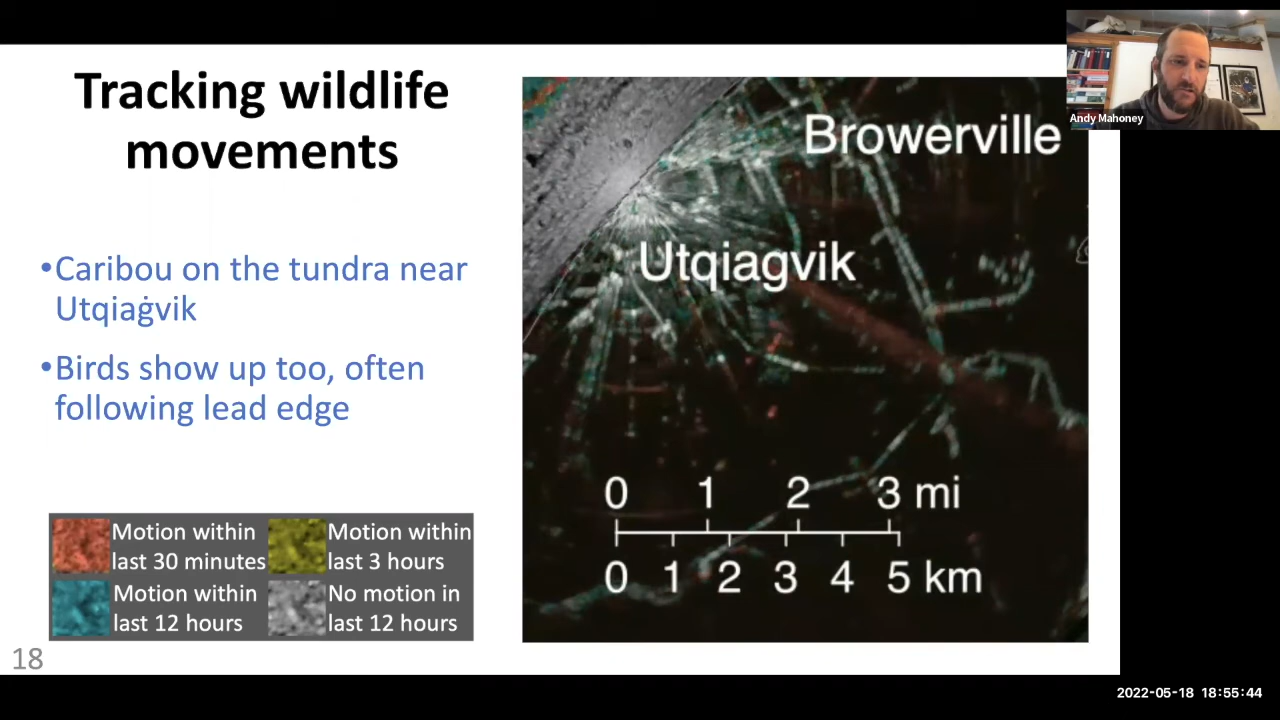 Tracking wildlife
movements
•Caribou on the tundra near
Utqiaġvik
•Birds show up too, often
following lead edge
Motion within
last 30 minutes
Motion within
last 3 hours
Motion within
last 12 hours
No motion in
last 12 hours
18
Browerville
Utqiagvik
0 1 2 3 mi
0 1 2 3 4 5 km
Andy Mahoney
2022-05-18 18:55:44